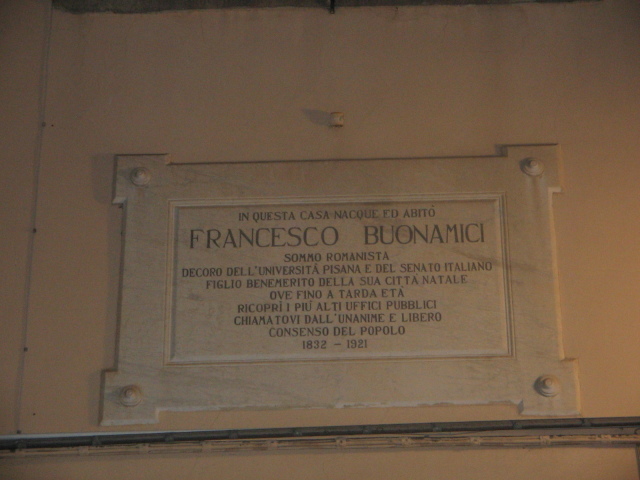 IN QUESTA CASA NACQUE ED ABITÒ
FRANCESCO BUONAMICI
SOMMO ROMANISTA
DECORO DELL'UNIVERSITÀ PISANA E DEL SENATO ITALIANO
FIGLIO BENEMERITO DELLA SUA CITTÀ NATALE
OVE FINO A TARDA ETÀ
RICOPRÌ I PIÙ ALTI UFFICI PUBBLICI
CHIAMATOVI DALL'UNANIME E LIBERO
CONSENSO DEL POPOLO
1832 – 1921